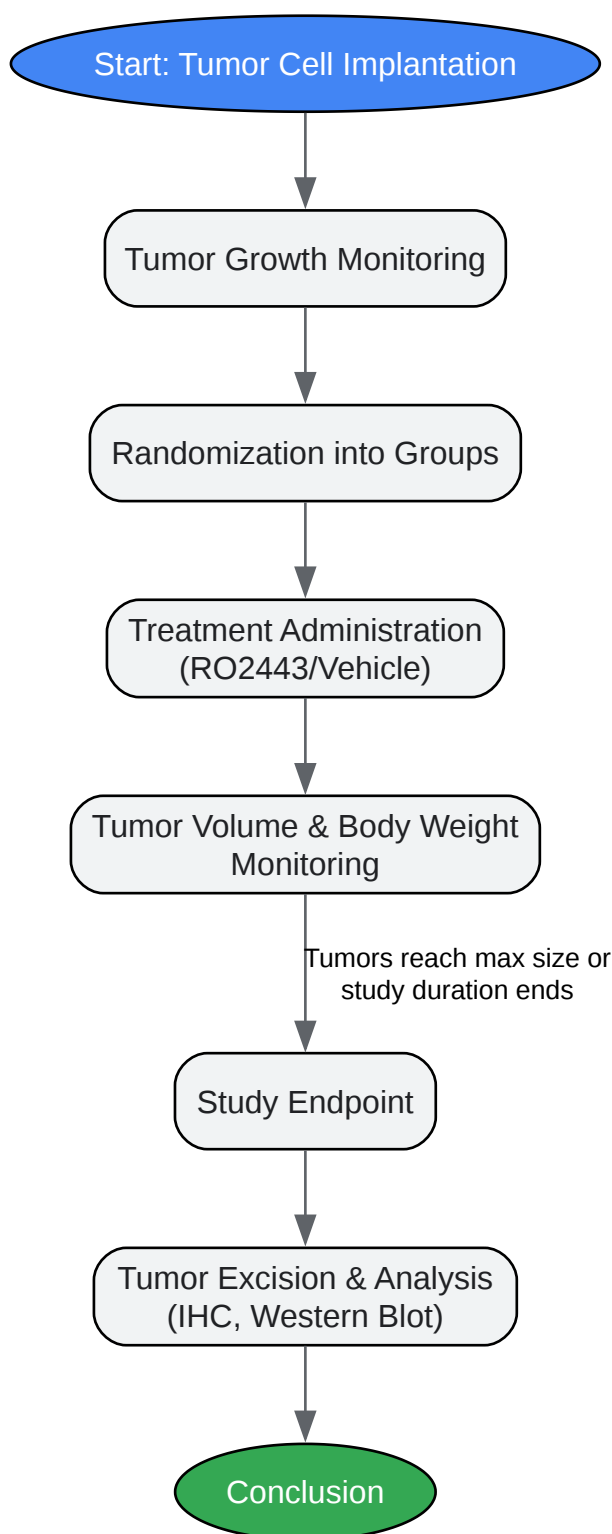 Start: Tumor Cell Implantation
Tumor Growth Monitoring
Randomization into Groups
Treatment Administration
(RO2443/Vehicle)
Tumor Volume & Body Weight
Monitoring
Tumors reach max size or
study duration ends
Study Endpoint
Tumor Excision & Analysis
(IHC, Western Blot)
Conclusion